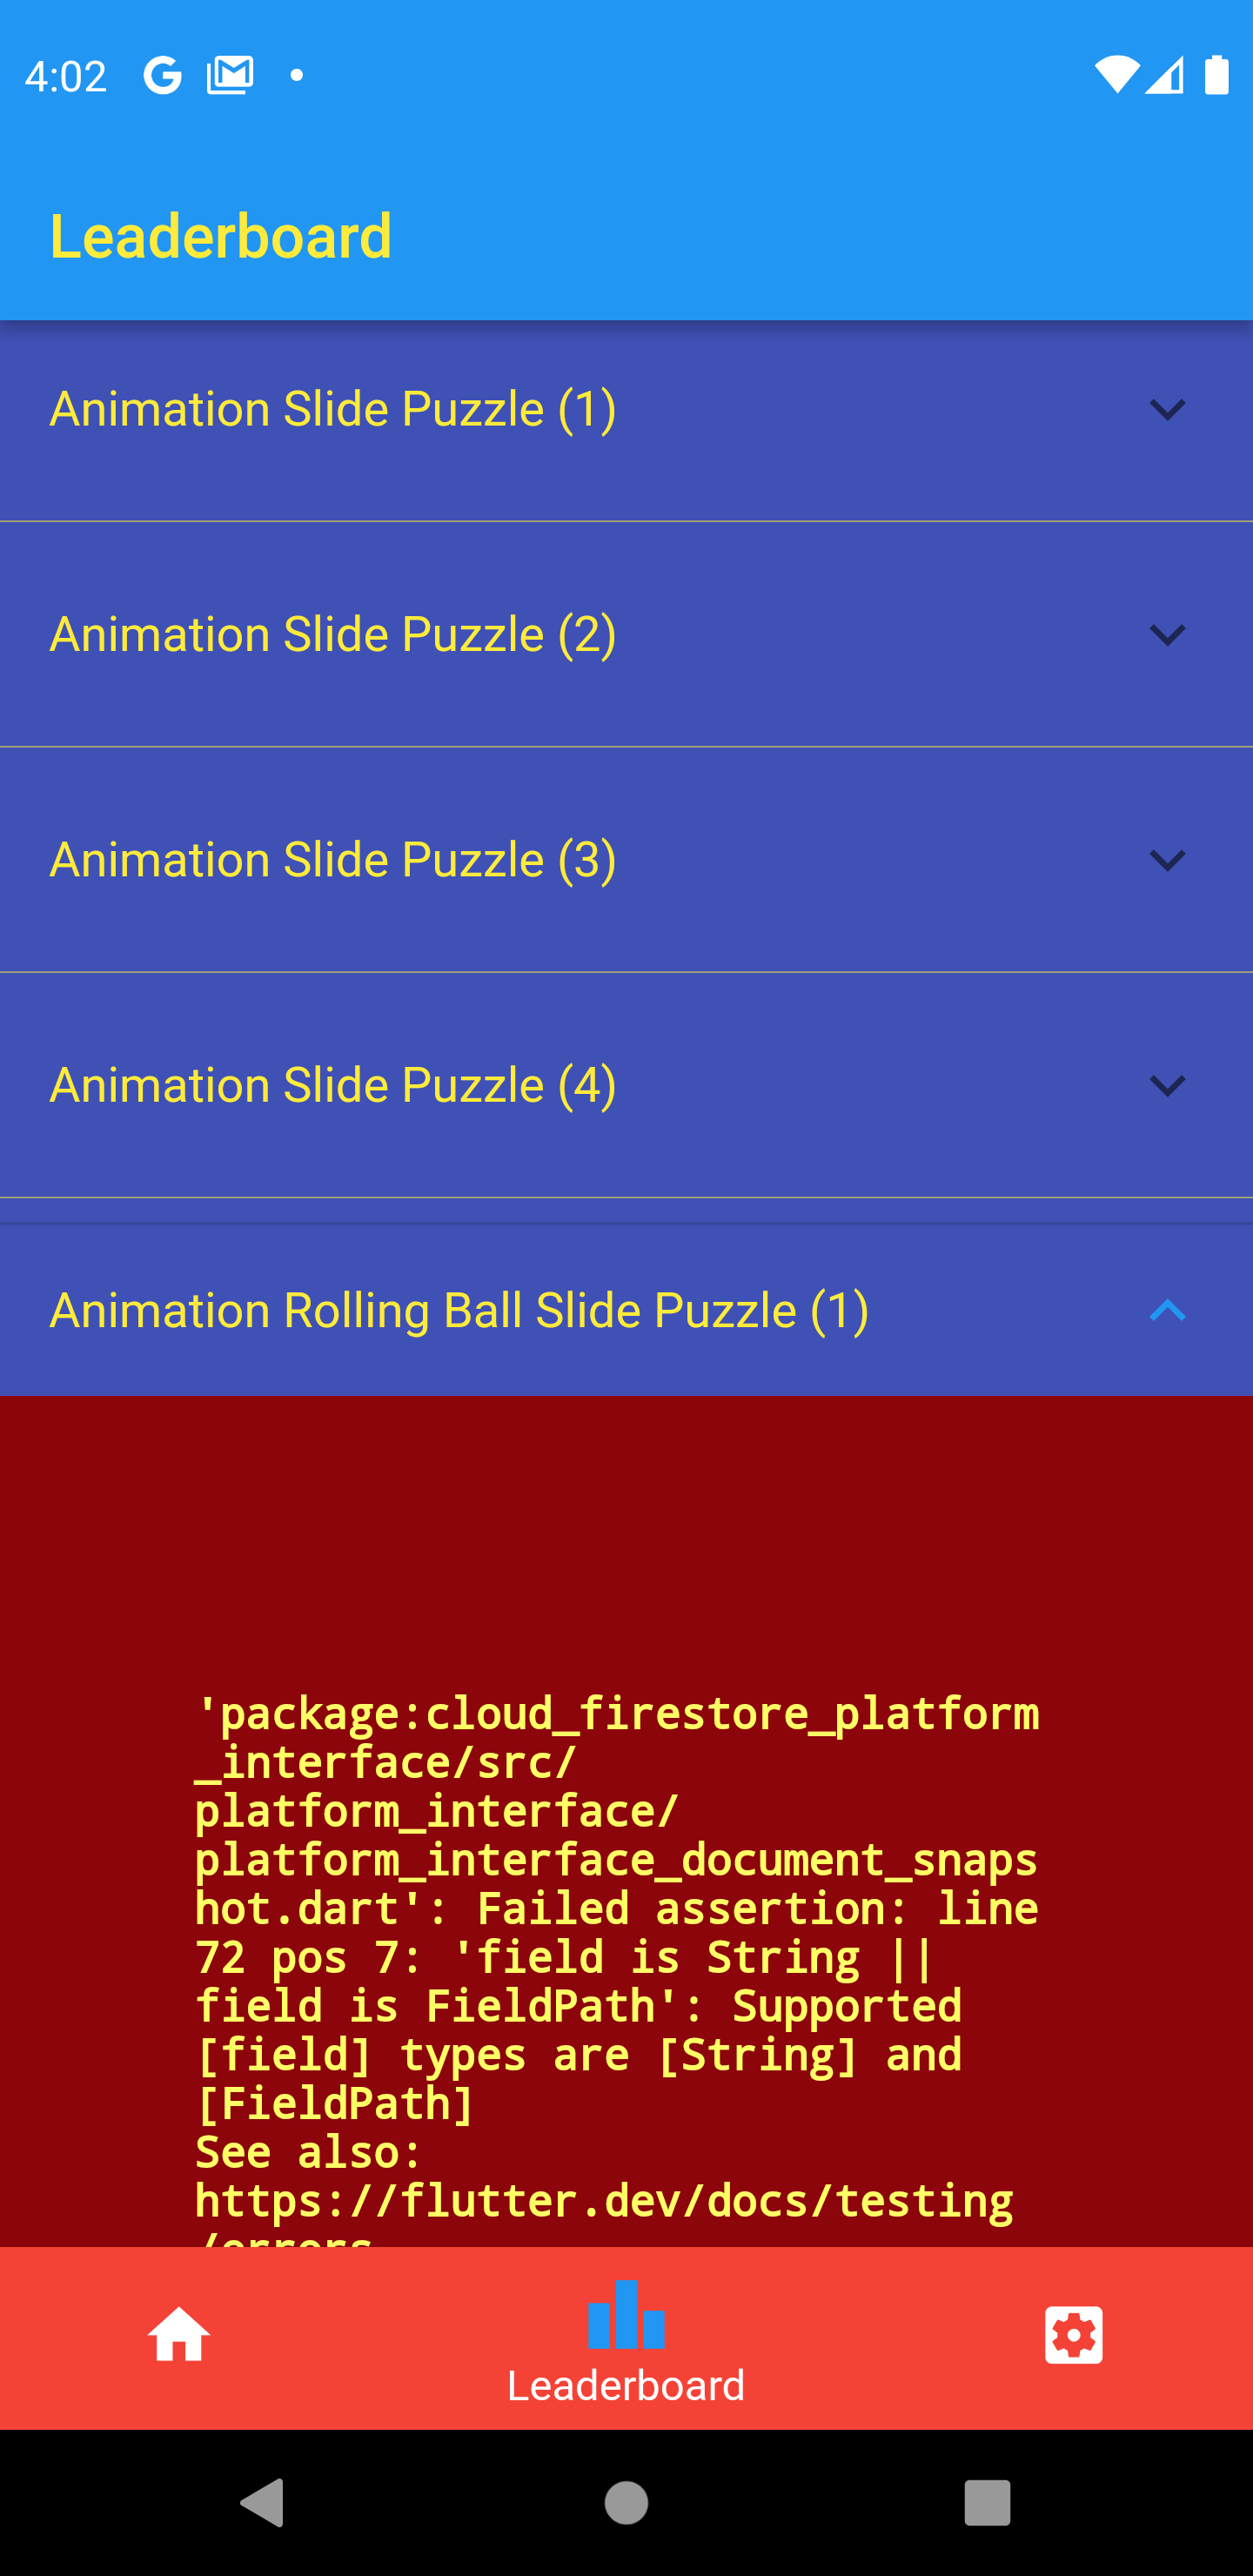 4:02
Leaderboard
Animation Slide Puzzle (1)
Animation Slide Puzzle (2)
Animation Slide Puzzle (3)
Animation Slide Puzzle (4)
Animation Rolling Ball Slide Puzzle (1)
'package:cloud_firestore_platform
_interface/src/
platform_interface/
platform_interface_document_snaps
hot.dart': Failed assertion: line
72 pos 7: 'field is String ||
field is FieldPath': Supported
[field] types are [String] and
[FieldPath]
See also:
https://flutter.dev/docs/testing
/errors
Leaderboard